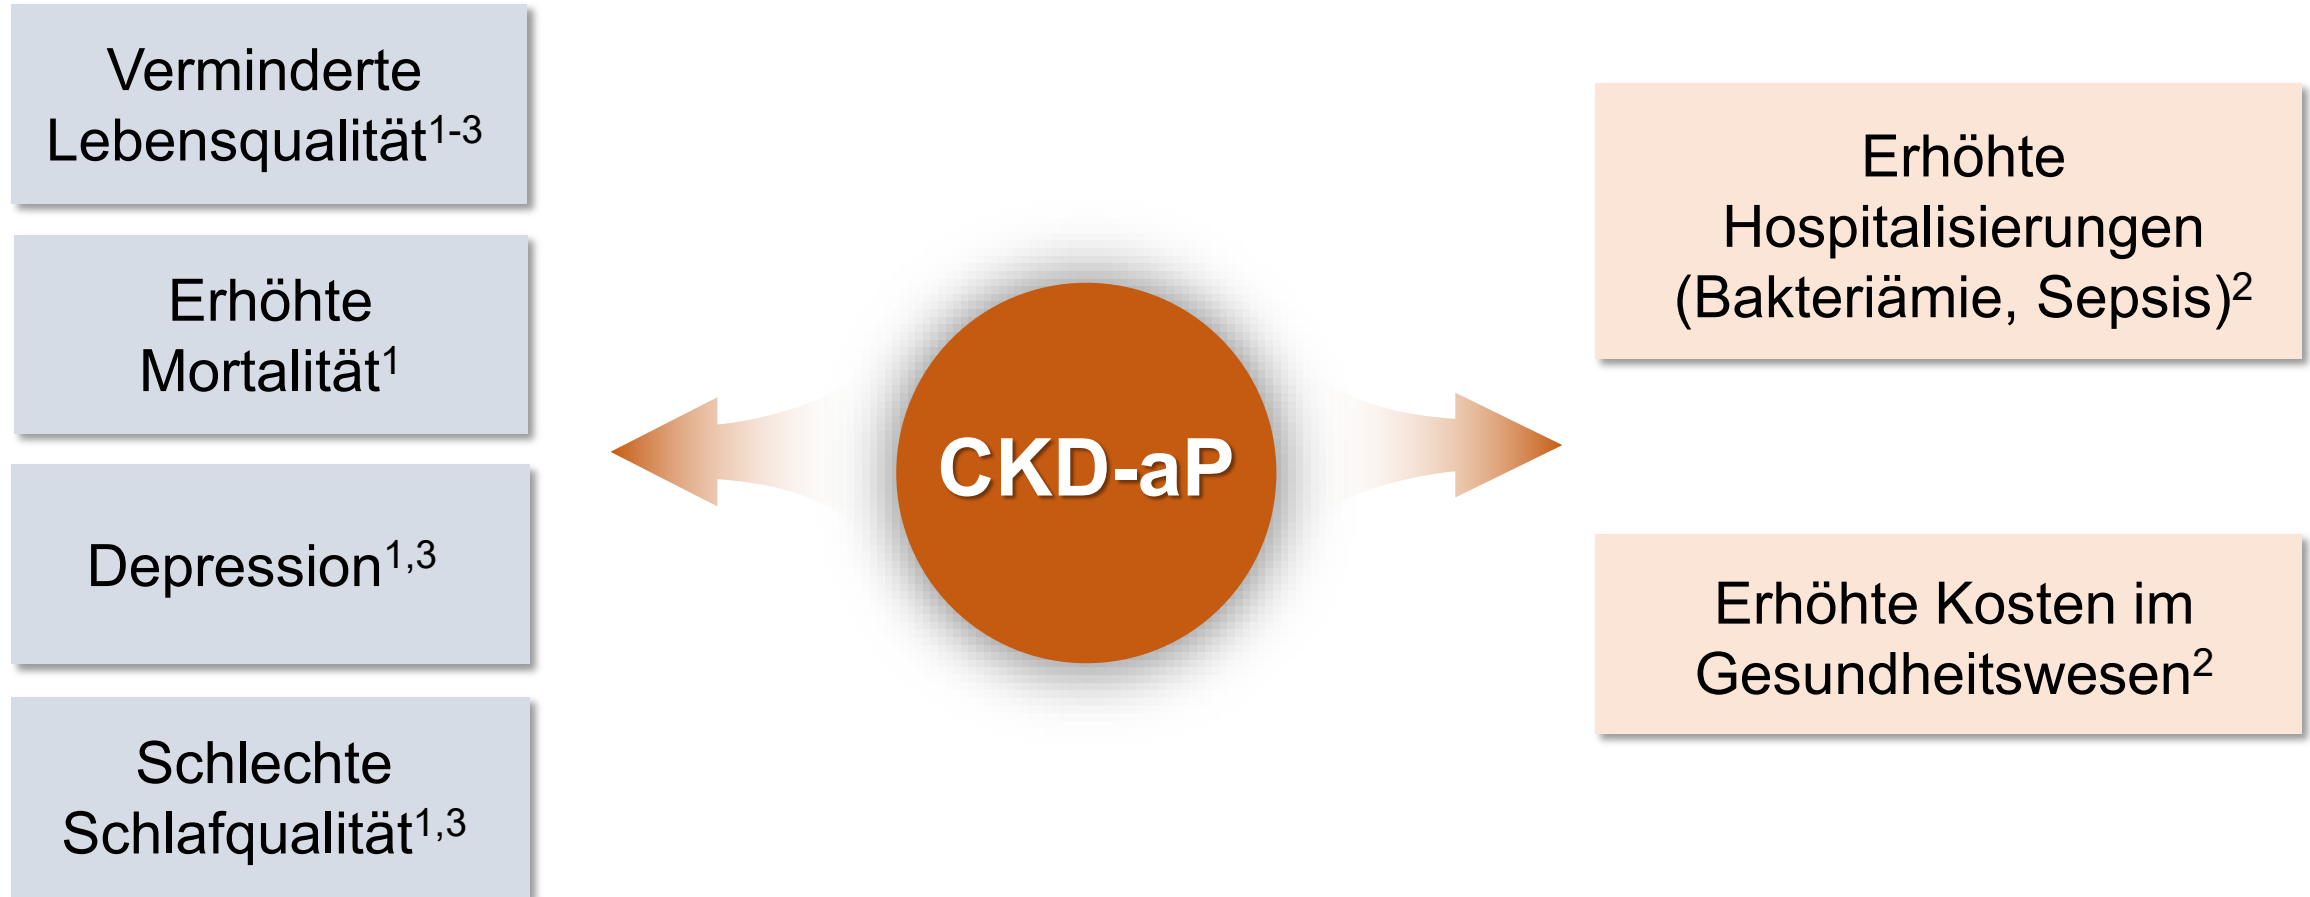 Verminderte
Lebensqualität1-3
Erhöhte
Mortalität1
Depression1,3
Schlechte
Schlafqualität1,3
CKD-aP
Erhöhte
Hospitalisierungen
(Bakteriämie, Sepsis)2
Erhöhte Kosten im
Gesundheitswesen2